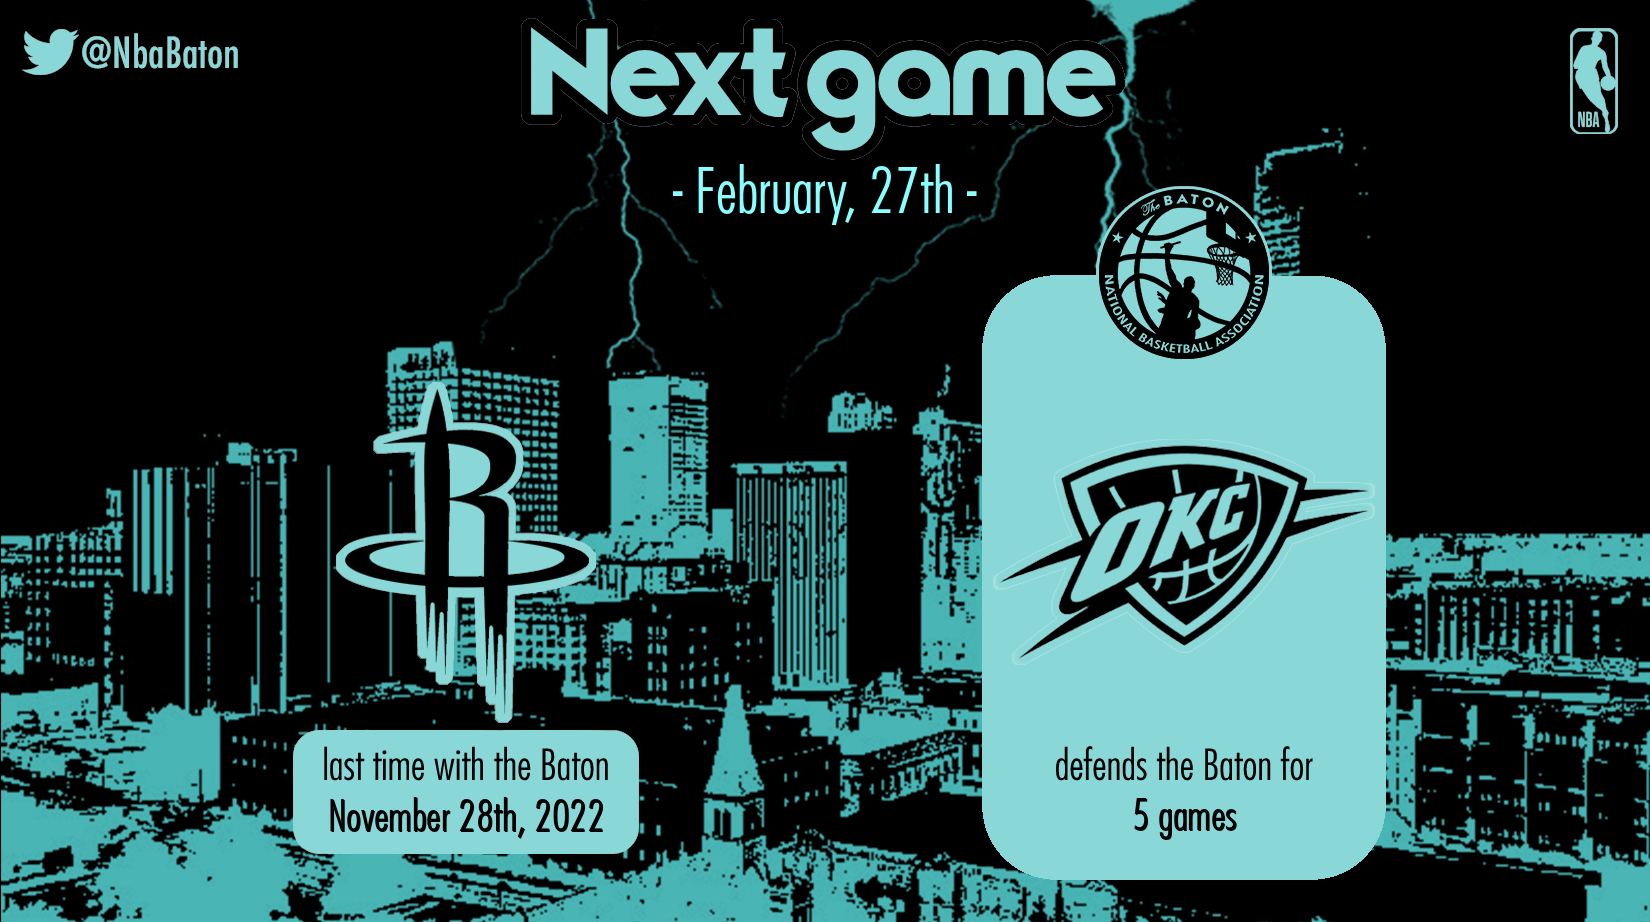 @NbaBaton
Next game
NBA
- February, 27th -
The BATON
NATIONAL BASKETBALL ASSOCIATION
OKC
last time with the Baton
November 28th, 2022
defends the Baton for
5 games